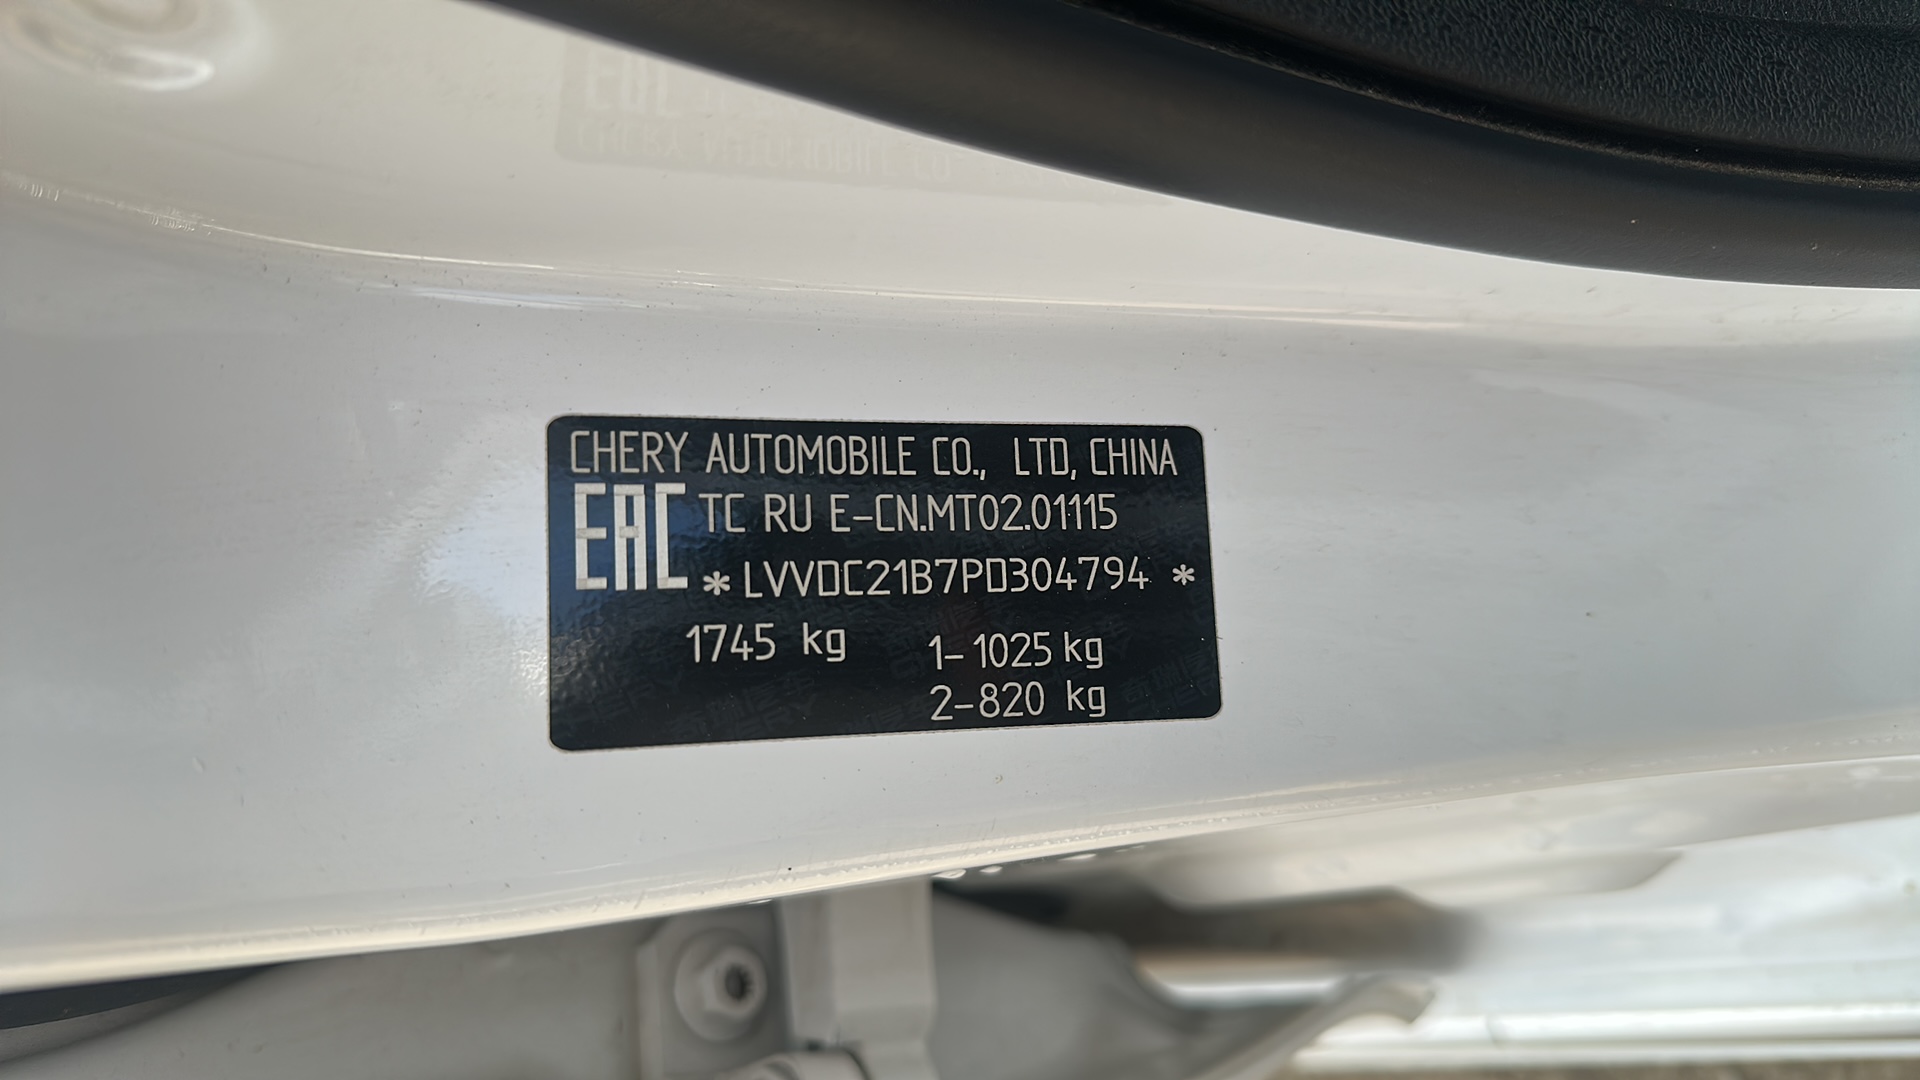 CHERY AUTOMOBILE CO., LTD, CHINA
EAC TC RU E-CN.MT02.01115
*LVVDC21B7PD304794*
1745 kg 1-1025 kg
2-820 kg